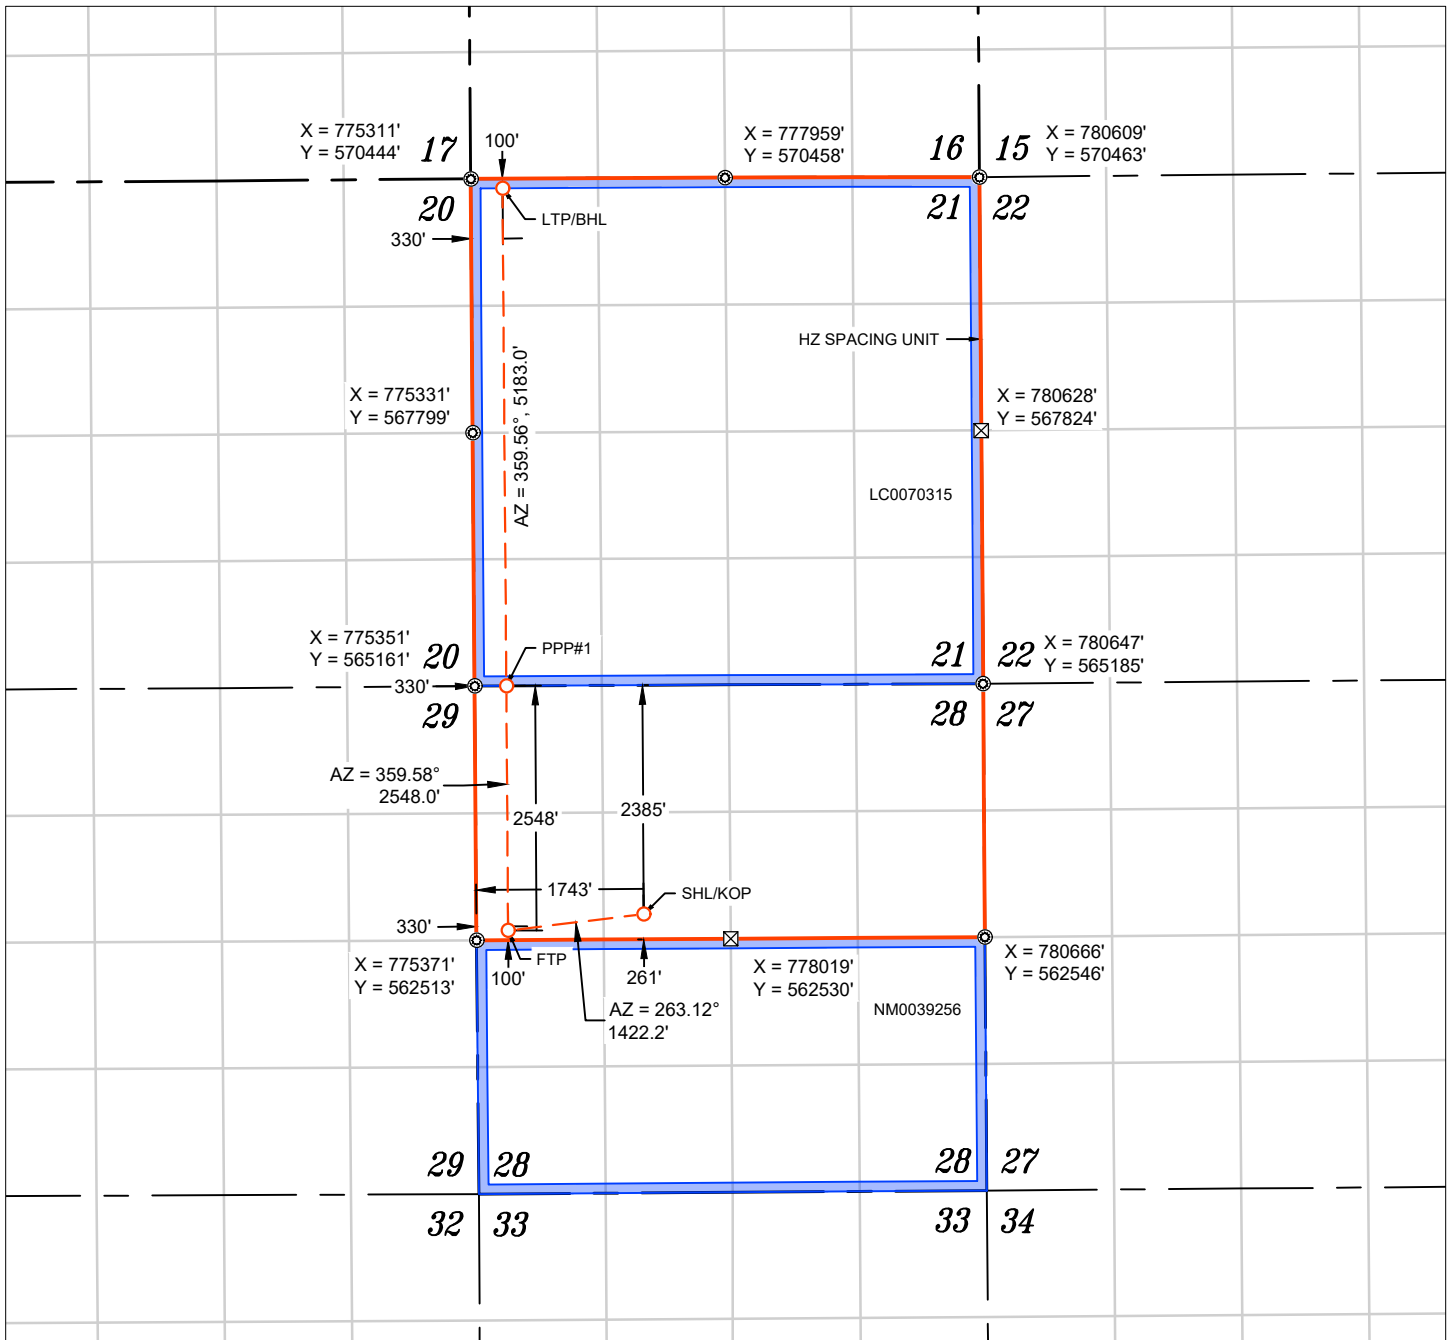 X = 775311'
Y = 570444'
17
100'
X = 777959'
Y = 570458'
16
15
X = 780609'
Y = 570463'
20
LTP/BHL
21
22
330'
HZ SPACING UNIT
AZ = 359.56°, 5183.0'
X = 775331'
Y = 567799'
X = 780628'
Y = 567824'
LC0070315
X = 775351'
Y = 565161'
20
PPP#1
21
22
X = 780647'
Y = 565185'
330'
29
28
27
AZ = 359.58°
2548.0'
2548'
2385'
1743'
SHL/KOP
330'
FTP
X = 775371'
Y = 562513'
100'
261'
X = 778019'
Y = 562530'
X = 780666'
Y = 562546'
AZ = 263.12°
1422.2'
NM0039256
29
28
28
27
32
33
33
34